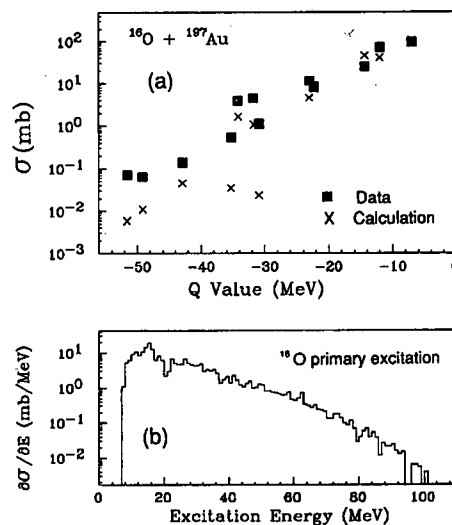 ¹⁶O + ¹⁹⁷Au
(a)
10²
10¹
10⁰
10⁻¹
10⁻²
10⁻³
σ (mb)
Data
Calculation
−50 −40 −30 −20 −10
Q Value (MeV)
¹⁶O primary excitation
(b)
10¹
10⁰
10⁻¹
10⁻²
∂σ/∂E (mb/MeV)
0 20 40 60 80 100
Excitation Energy (MeV)